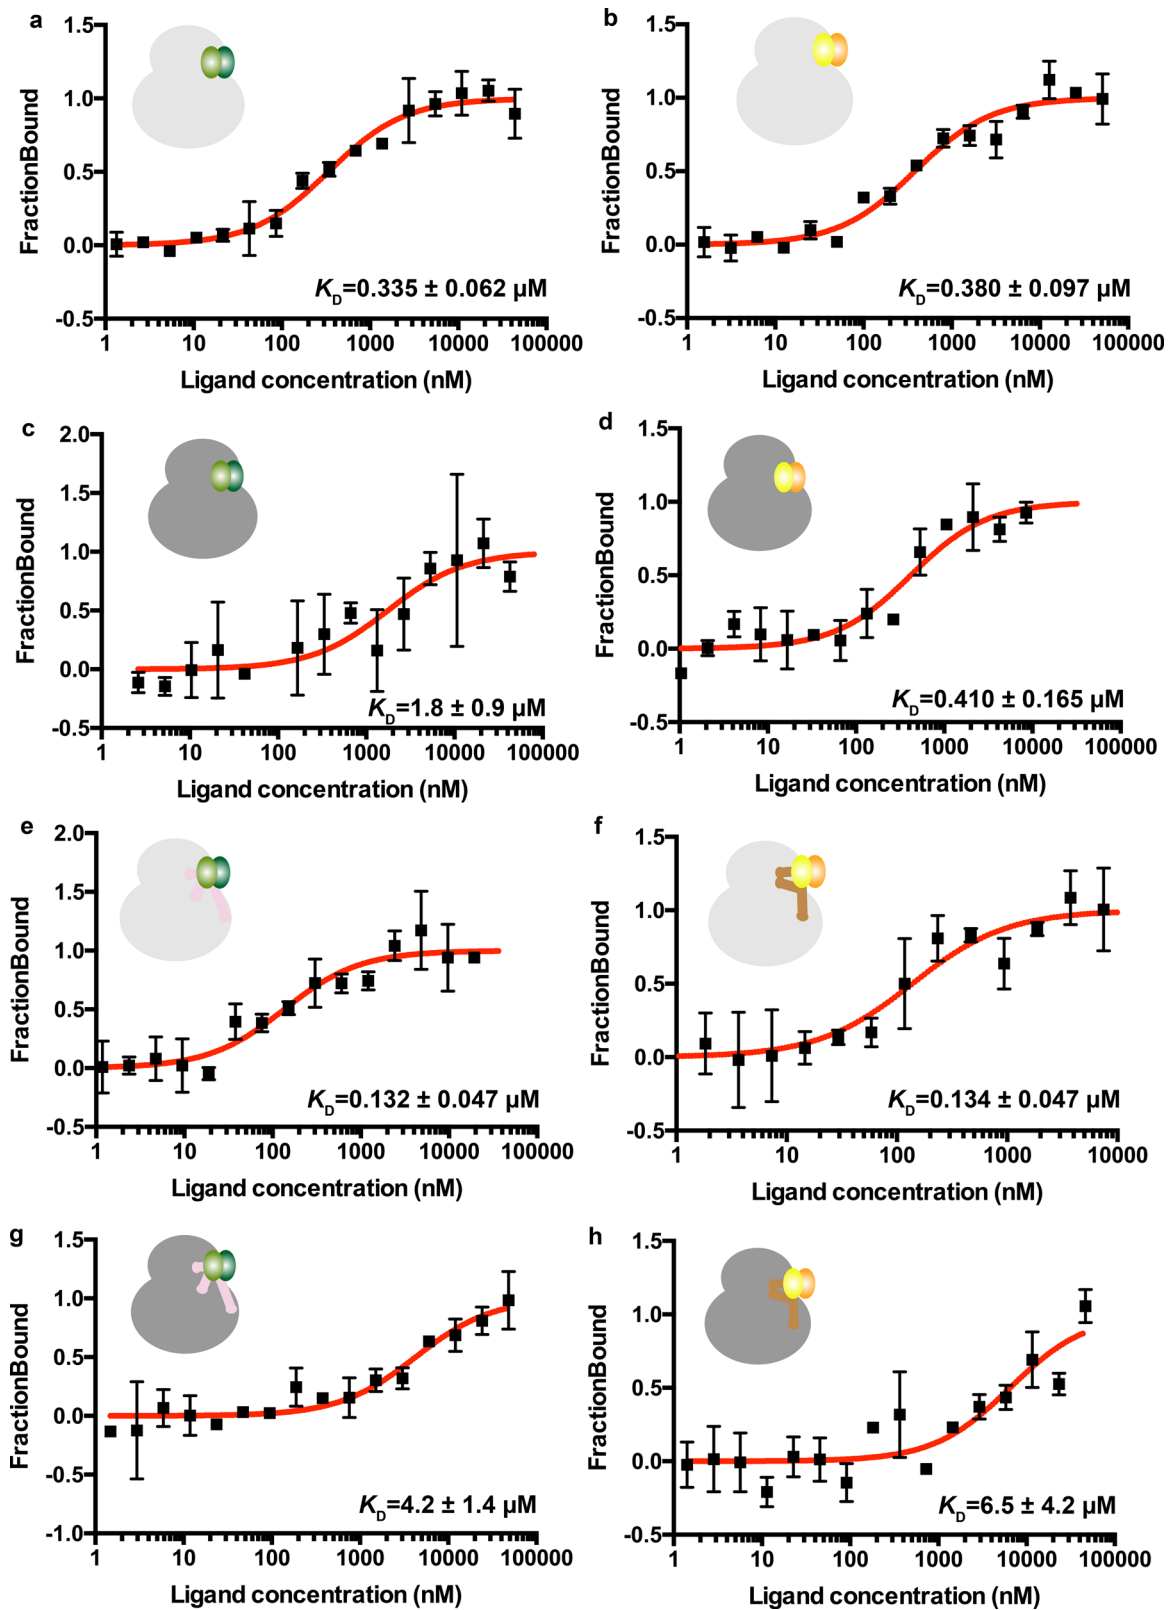 a
1.5
1.0
0.5
0.0
-0.5
FractionBound
K_D=0.335 ± 0.062 µM
1 10 100 1000 10000 100000
Ligand concentration (nM)
b
1.5
1.0
0.5
0.0
-0.5
FractionBound
K_D=0.380 ± 0.097 µM
1 10 100 1000 10000 100000
Ligand concentration (nM)
c
2.0
1.5
1.0
0.5
0.0
-0.5
FractionBound
K_D=1.8 ± 0.9 µM
1 10 100 1000 10000 100000
Ligand concentration (nM)
d
1.5
1.0
0.5
0.0
-0.5
FractionBound
K_D=0.410 ± 0.165 µM
1 10 100 1000 10000 100000
Ligand concentration (nM)
e
2.0
1.5
1.0
0.5
0.0
-0.5
FractionBound
K_D=0.132 ± 0.047 µM
1 10 100 1000 10000 100000
Ligand concentration (nM)
f
1.5
1.0
0.5
0.0
-0.5
FractionBound
K_D=0.134 ± 0.047 µM
1 10 100 1000 10000
Ligand concentration (nM)
g
1.5
1.0
0.5
0.0
-0.5
-1.0
FractionBound
K_D=4.2 ± 1.4 µM
1 10 100 1000 10000 100000
Ligand concentration (nM)
h
1.5
1.0
0.5
0.0
-0.5
FractionBound
K_D=6.5 ± 4.2 µM
1 10 100 1000 10000 100000
Ligand concentration (nM)